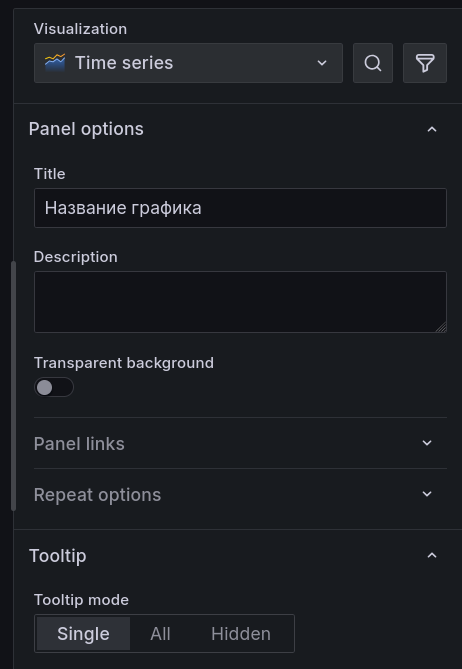 Visualization
Time series
Panel options
Title
Название графика
Description
Transparent background
Panel links
Repeat options
Tooltip
Tooltip mode
Single All Hidden